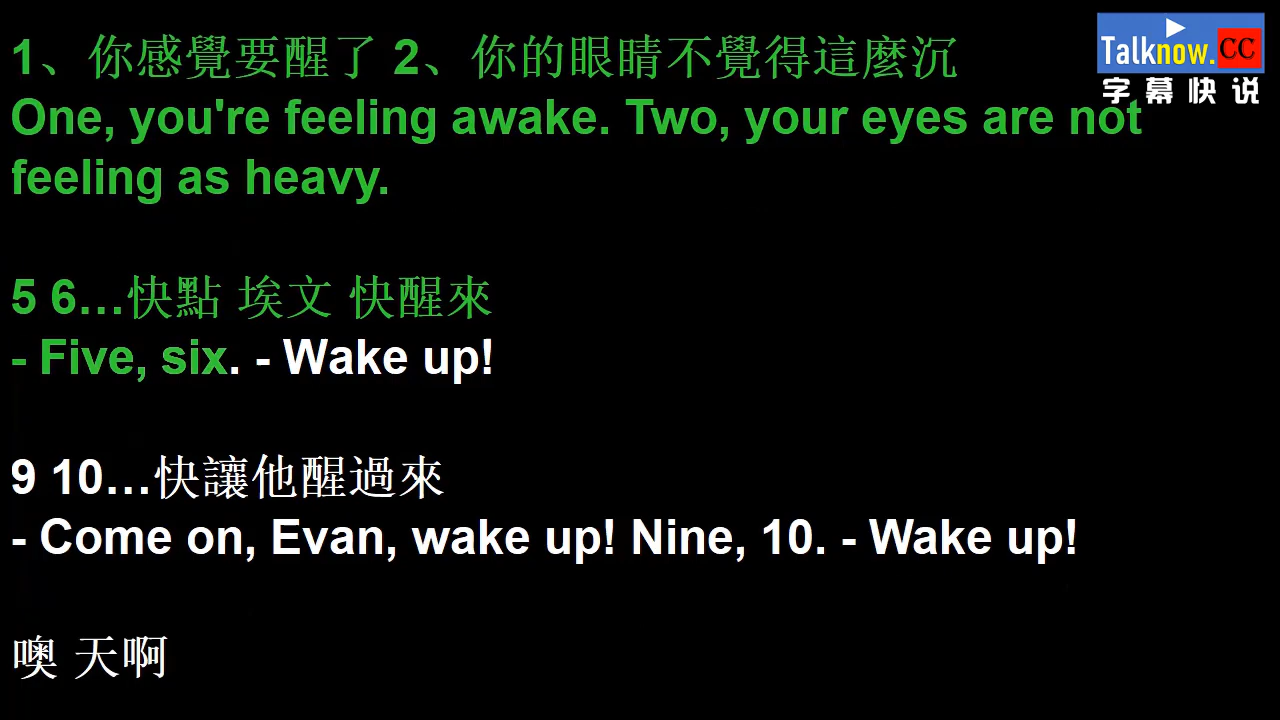 1、你感覺要醒了 2、你的眼睛不覺得這麼沉
One, you're feeling awake. Two, your eyes are not
feeling as heavy.
5 6…快點 埃文 快醒來
- Five, six. - Wake up!
9 10…快讓他醒過來
- Come on, Evan, wake up! Nine, 10. - Wake up!
噢 天啊
Talknow.CC
字幕快说